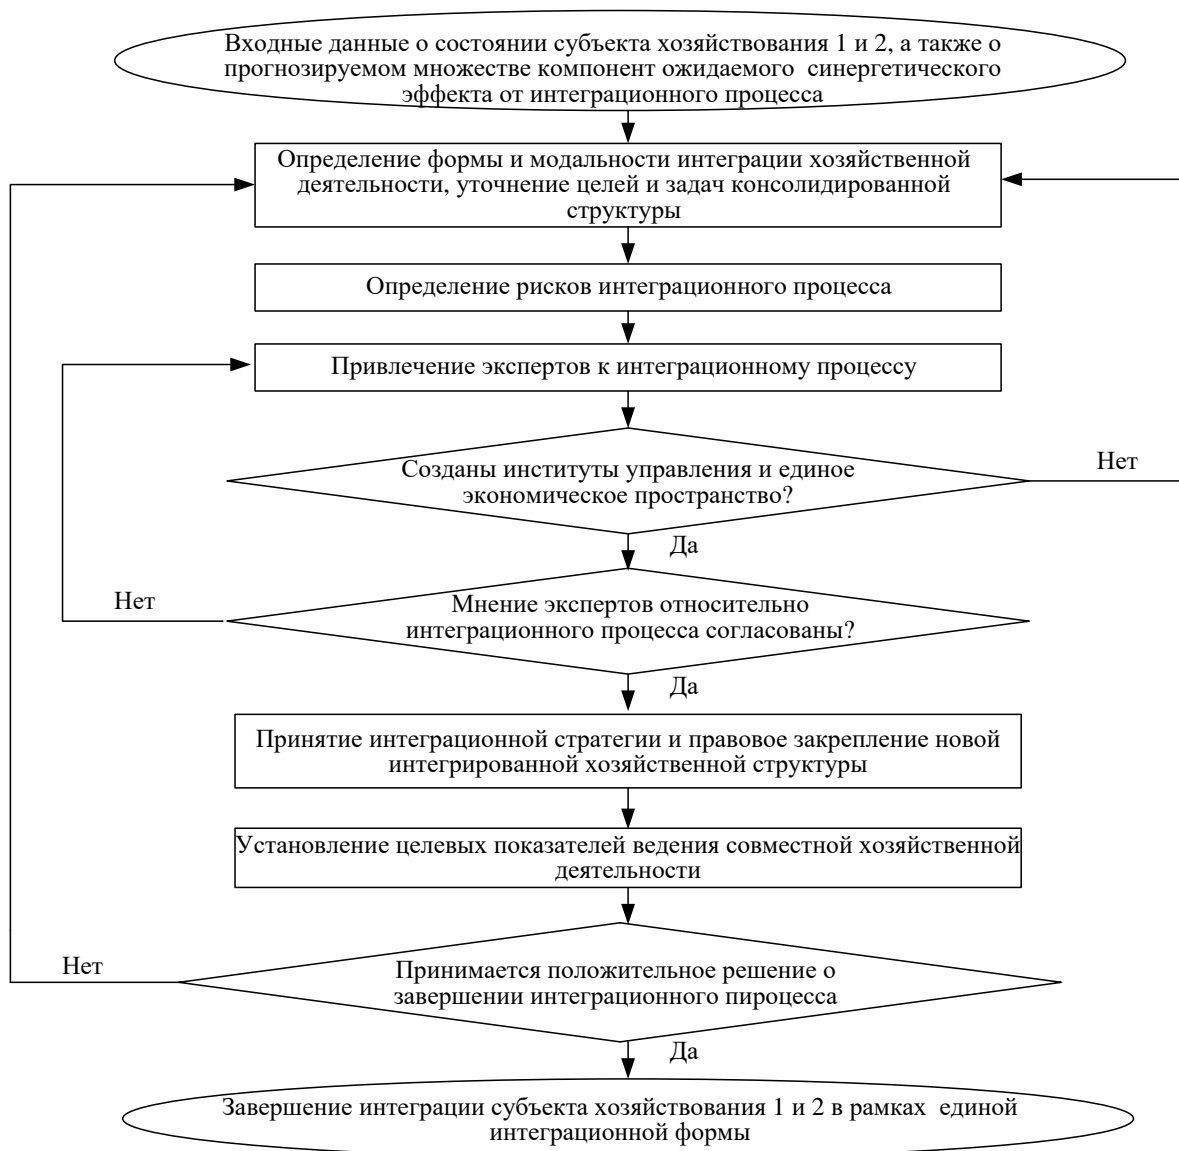 Входные данные о состоянии субъекта хозяйствования 1 и 2, а также о
прогнозируемом множестве компонент ожидаемого синергетического
эффекта от интеграционного процесса
Определение формы и модальности интеграции хозяйственной
деятельности, уточнение целей и задач консолидированной
структуры
Определение рисков интеграционного процесса
Привлечение экспертов к интеграционному процессу
Созданы институты управления и единое
экономическое пространство?
Нет
Да
Нет
Мнение экспертов относительно
интеграционного процесса согласованы?
Да
Принятие интеграционной стратегии и правовое закрепление новой
интегрированной хозяйственной структуры
Установление целевых показателей ведения совместной хозяйственной
деятельности
Нет
Принимается положительное решение о
завершении интеграционного пироцесса
Да
Завершение интеграции субъекта хозяйствования 1 и 2 в рамках единой
интеграционной формы